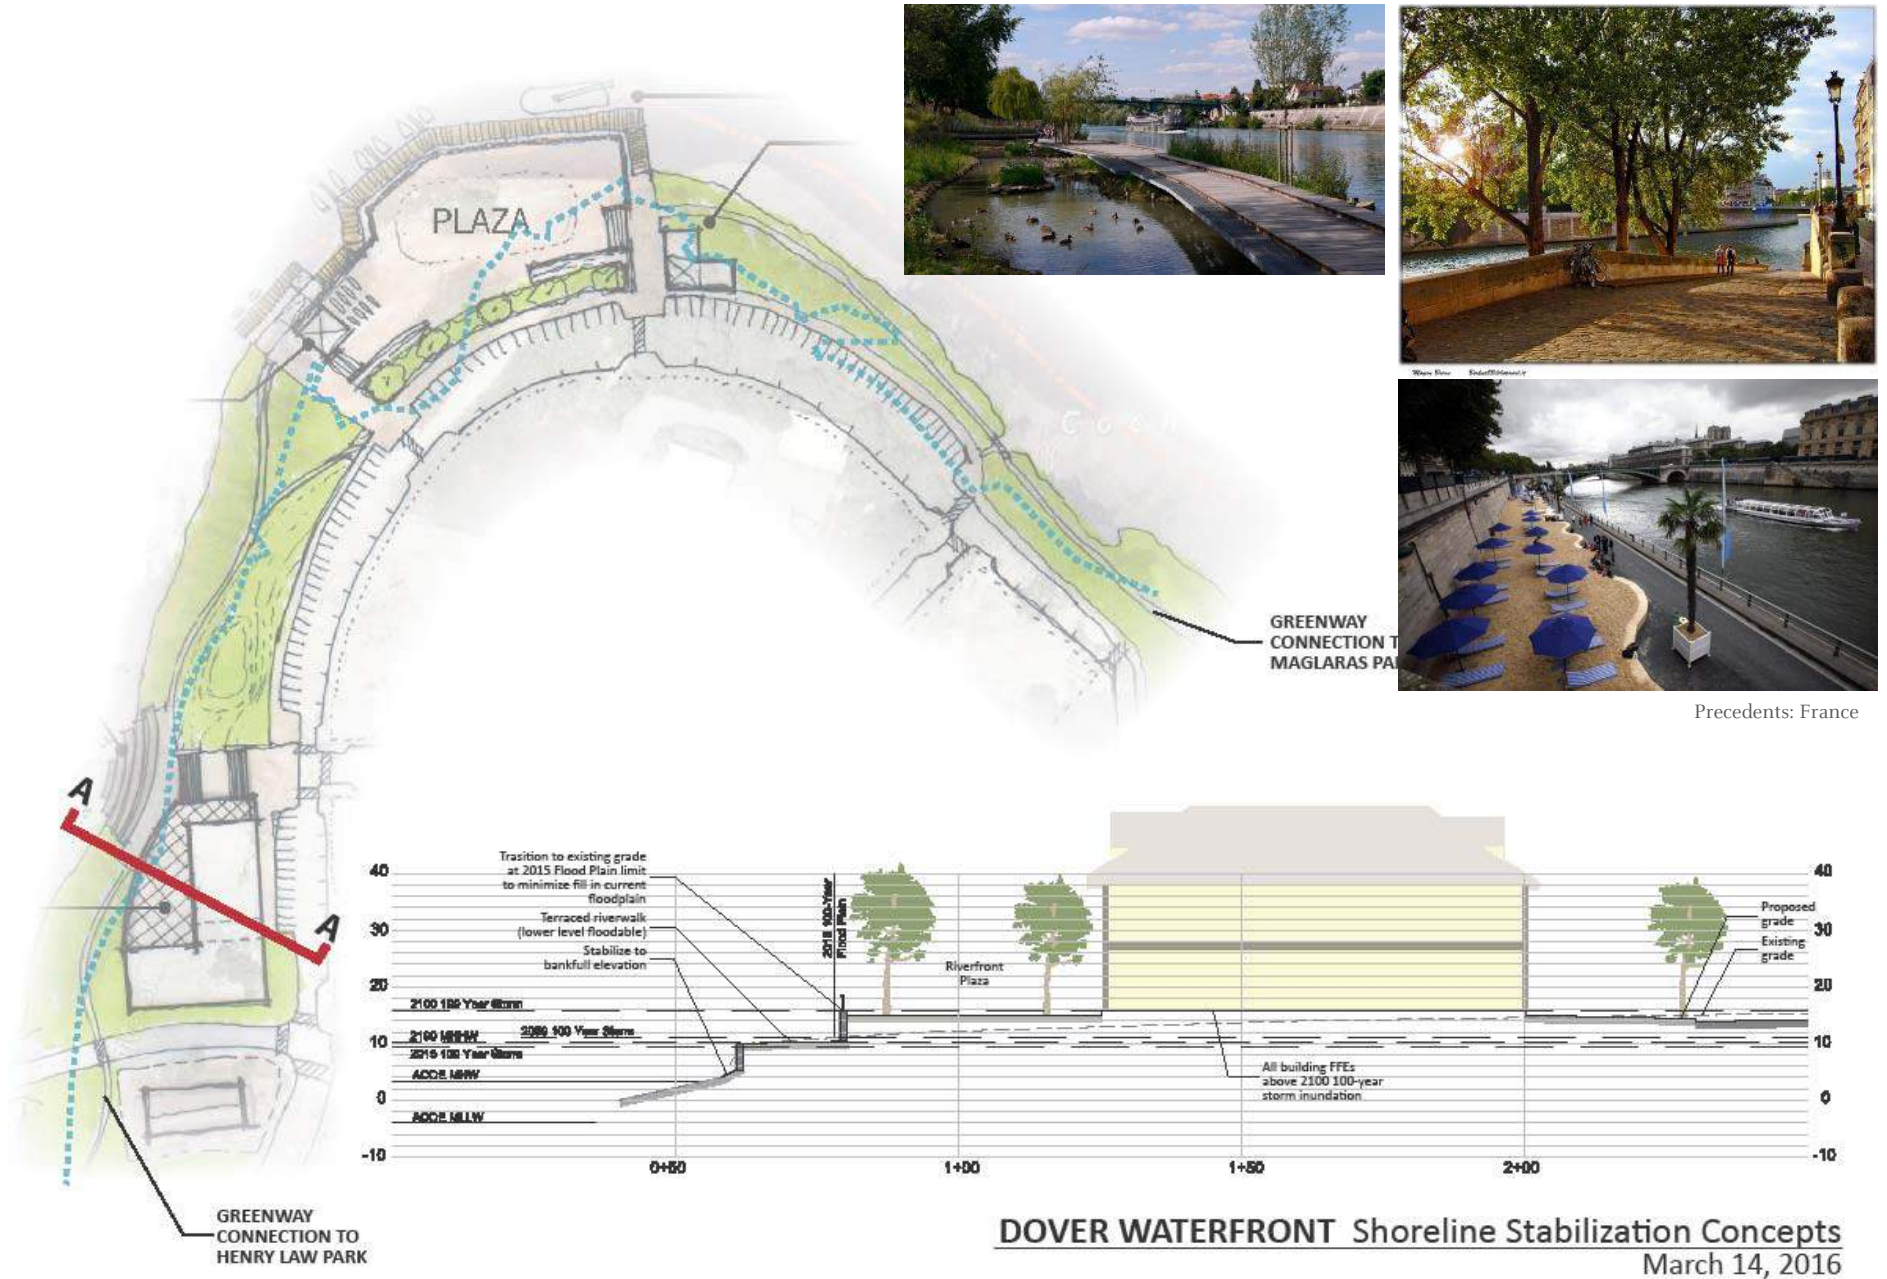 PLAZA
GREENWAY
CONNECTION T
MAGLARAS PA
Precedents: France
A
A
Trasition to existing grade
at 2015 Flood Plain limit
to minimize fill in current
floodplain
Terraced riverwalk
(lower level floodable)
Stabilize to
bankfull elevation
Flood Plain
Riverfront
Plaza
Proposed
grade
Existing
grade
40
30
20
10
0
-10
40
30
20
10
0
-10
2100 100 Year Storm
2100 MHHW
2050 100 Year Storm
2015 100 Year Storm
ACOE MHW
ACOE MLLW
All building FFEs
above 2100 100-year
storm inundation
0+50
1+00
1+50
2+00
GREENWAY
CONNECTION TO
HENRY LAW PARK
DOVER WATERFRONT Shoreline Stabilization Concepts
March 14, 2016